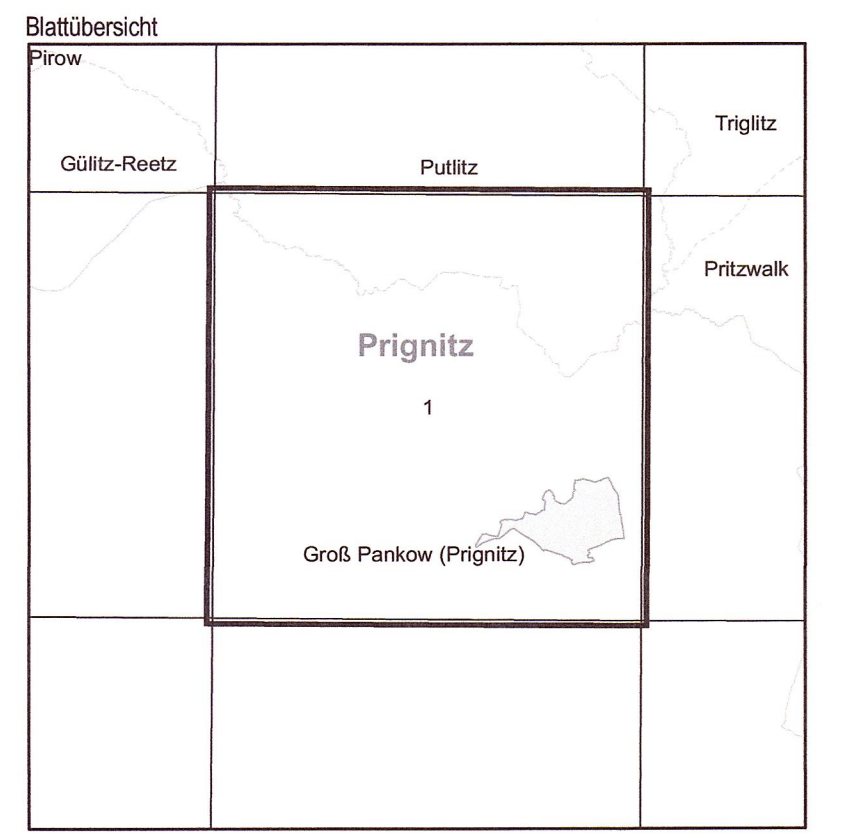 Blattübersicht
Pirow
Triglitz
Gülitz-Reetz
Putlitz
Pritzwalk
Prignitz
1
Groß Pankow (Prignitz)